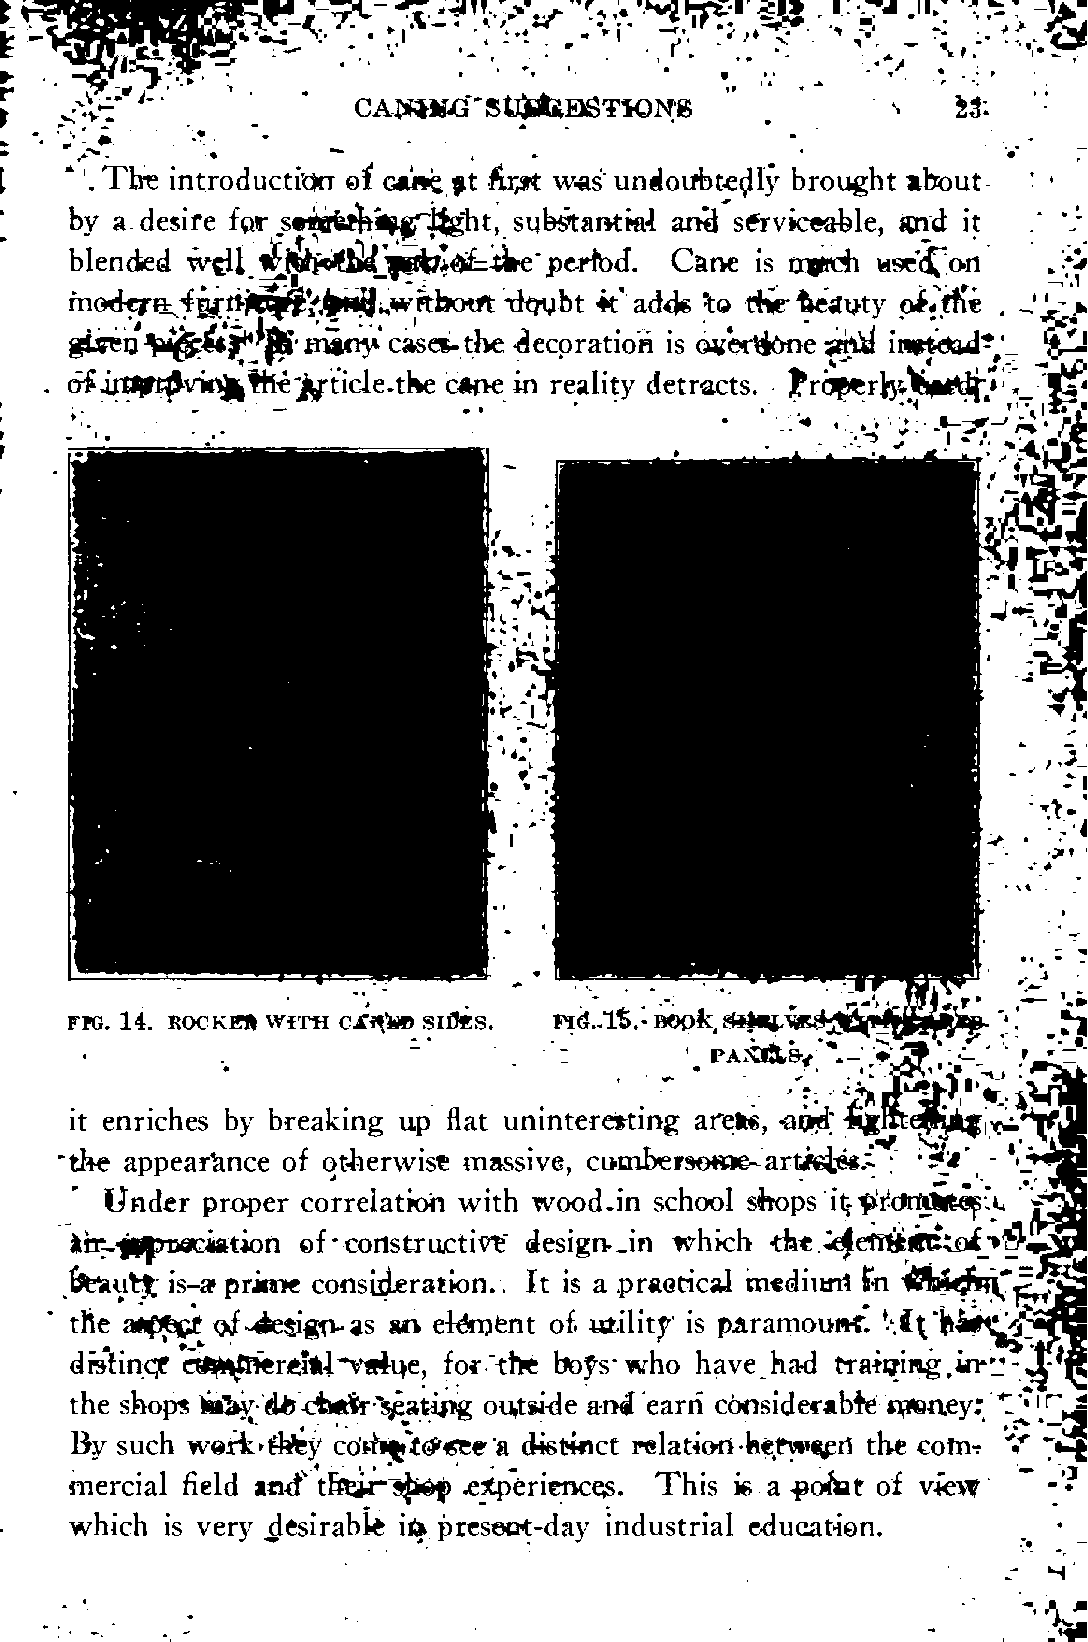 CANING SUGGESTIONS 23
The introduction of cane at first was undoubtedly brought about
by a desire for something light, substantial and serviceable, and it
blended well with the of the period. Cane is much used on
modern furniture, and without doubt it adds to the beauty of the
given piece. In many cases the decoration is overdone and instead
of improving the article the cane in reality detracts. Properly used,
FIG. 14. ROCKER WITH CANED SIDES.
FIG. 15. BOOK SHELVES WITH CANED
PANELS.
it enriches by breaking up flat uninteresting areas, and lightening
the appearance of otherwise massive, cumbersome articles.
Under proper correlation with wood in school shops it promotes
an appreciation of constructive design in which the element of
beauty is a prime consideration. It is a practical medium in which
the aspect of design as an element of utility is paramount. It has
distinct commercial value, for the boys who have had training in
the shops may do chair seating outside and earn considerable money.
By such work they come to see a distinct relation between the com-
mercial field and their shop experiences. This is a point of view
which is very desirable in present-day industrial education.